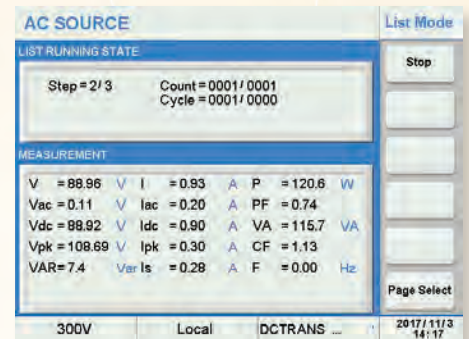 AC SOURCE
List Mode
LIST RUNNING STATE
Stop
Step = 2/ 3 Count = 0001/ 0001
Cycle = 0001/ 0000
MEASUREMENT
V = 88.96 V I = 0.93 A P = 120.6 W
Vac = 0.11 V Iac = 0.20 A PF = 0.74
Vdc = 88.92 V Idc = 0.90 A VA = 115.7 VA
Vpk = 108.69 V Ipk = 0.30 A CF = 1.13
VAR= 7.4 Var Is = 0.28 A F = 0.00 Hz
Page Select
300V Local DCTRANS ... 2017/11/3
14:17